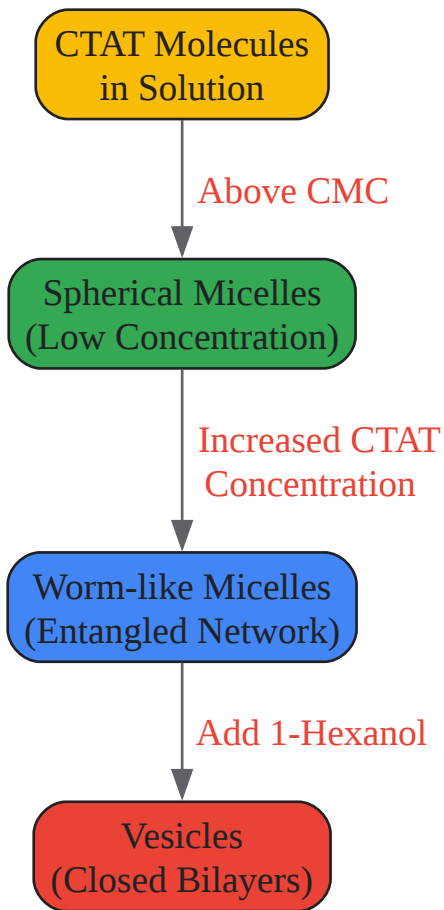 CTAT Molecules
in Solution
Above CMC
Spherical Micelles
(Low Concentration)
Increased CTAT
Concentration
Worm-like Micelles
(Entangled Network)
Add 1-Hexanol
Vesicles
(Closed Bilayers)